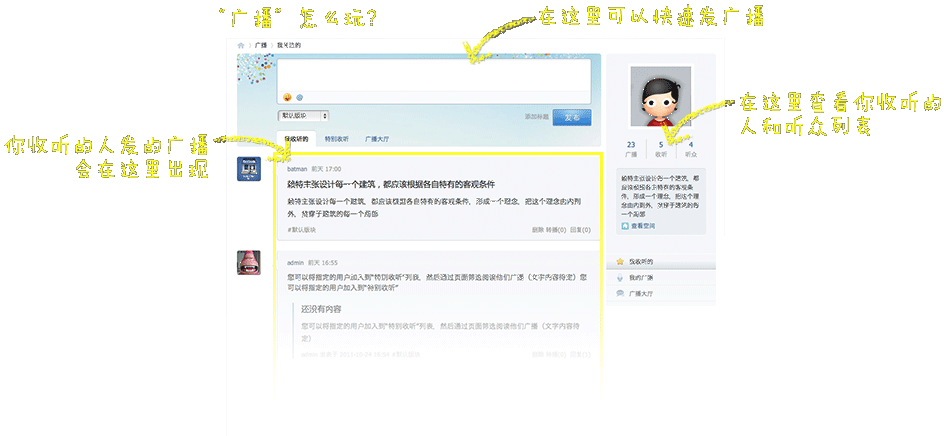 “广播”怎么玩?
在这里可以快速发广播
广播 › 我关注的
默认版块
添加标题
发布
我收听的 特别收听 广播大厅
在这里查看你收听的
人和听众列表
你收听的人发的广播
会在这里出现
23 5 4
广播 收听 听众
batman 前天 17:00
赖特主张设计每一个建筑，都应该根据各自特有的客观条件
赖特主张设计每一个建筑，都应该根据各自特有的客观条件，形成一个理念，把这个理念由内到
外，贯穿于建筑的每一个局部
#默认版块
删除 转播(0) 回复(0)
赖特主张设计每一个建筑，都
应该根据各自特有的客观条
件，形成一个理念，把这个理
念由内到外，贯穿于建筑的每
一个局部
查看空间
我收听的
我的广播
广播大厅
admin 前天 16:55
您可以将指定的用户加入到“特别收听”列表，然后通过页面筛选阅读他们广播（文字内容待定）您
可以将指定的用户加入到“特别收听”
还没有内容
您可以将指定的用户加入到“特别收听”列表，然后通过页面筛选阅读他们广播（文字内容待
定）
#默认版块